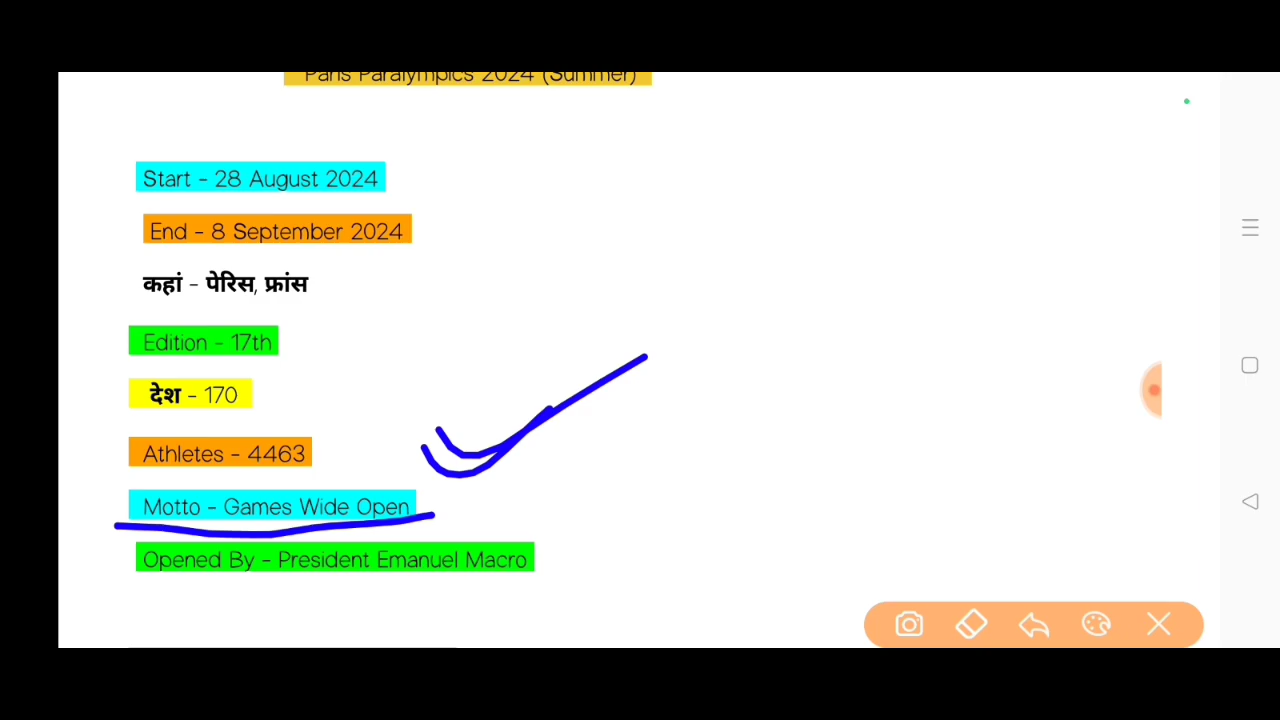 Paris Paralympics 2024 (Summer)
Start - 28 August 2024
End - 8 September 2024
कहां - पेरिस, फ्रांस
Edition - 17th
देश - 170
Athletes - 4463
Motto - Games Wide Open
Opened By - President Emanuel Macro